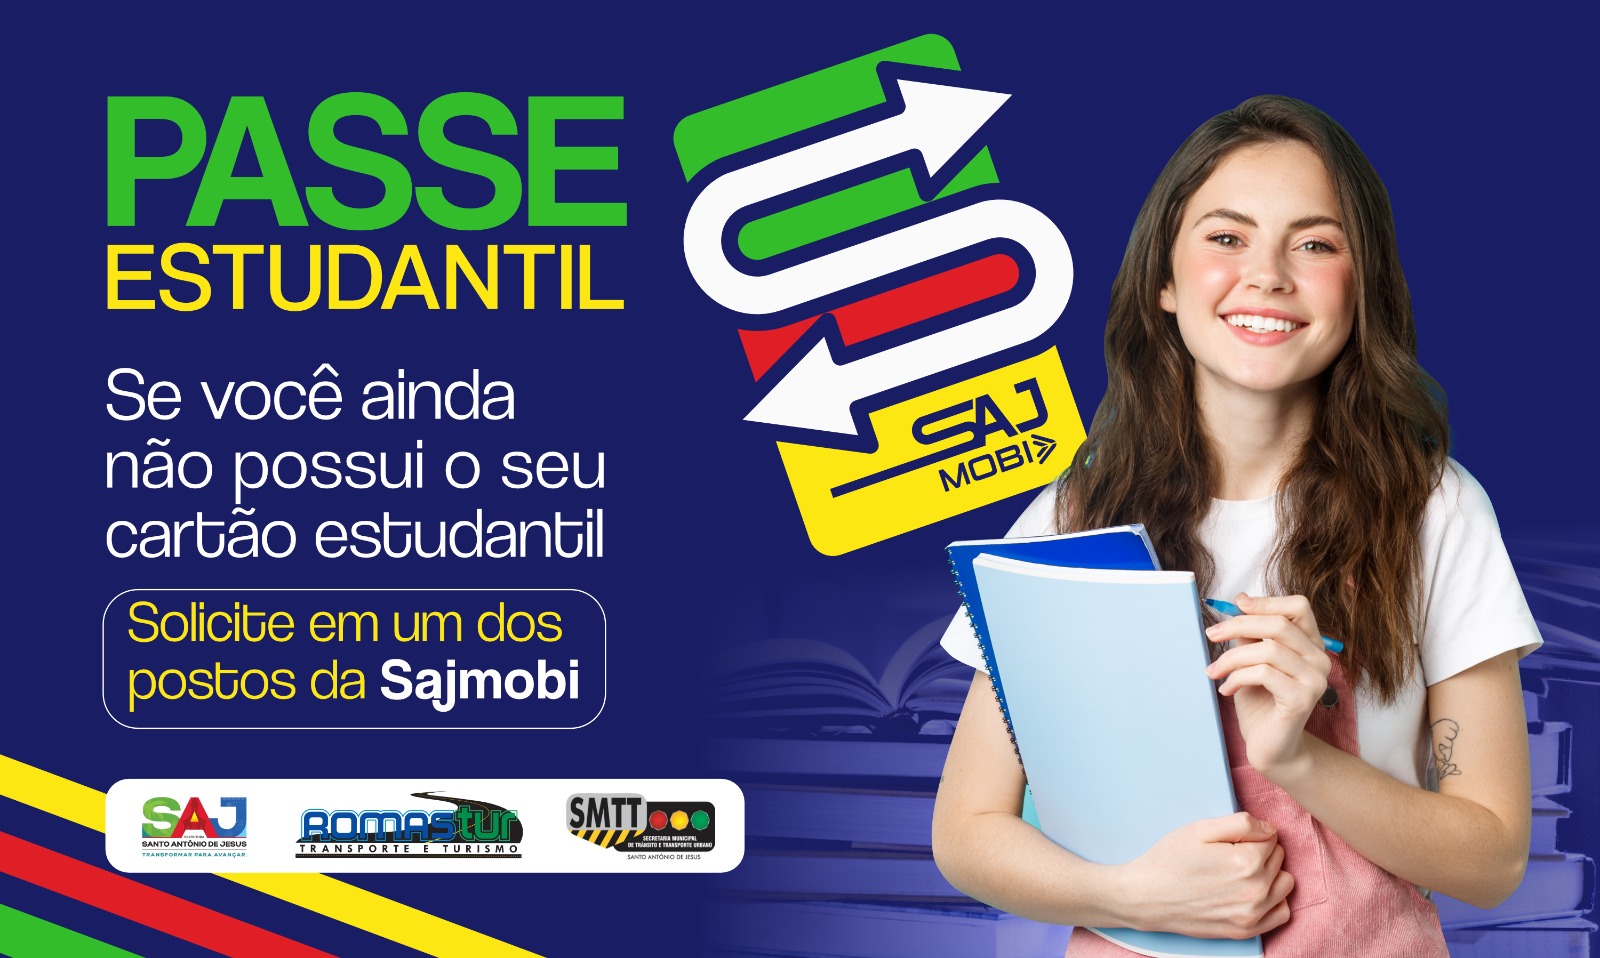 PASSE
ESTUDANTIL
Se você ainda
não possui o seu
cartão estudantil
Solicite em um dos
postos da Sajmobi
SAJ
MOBI
SAJ
PREFEITURA
SANTO ANTÔNIO DE JESUS
TRANSFORMAR PARA AVANÇAR.
ROMASTUR
TRANSPORTE E TURISMO
SMTT
SECRETARIA MUNICIPAL
DE TRÂNSITO E TRANSPORTE URBANO
SANTO ANTÔNIO DE JESUS